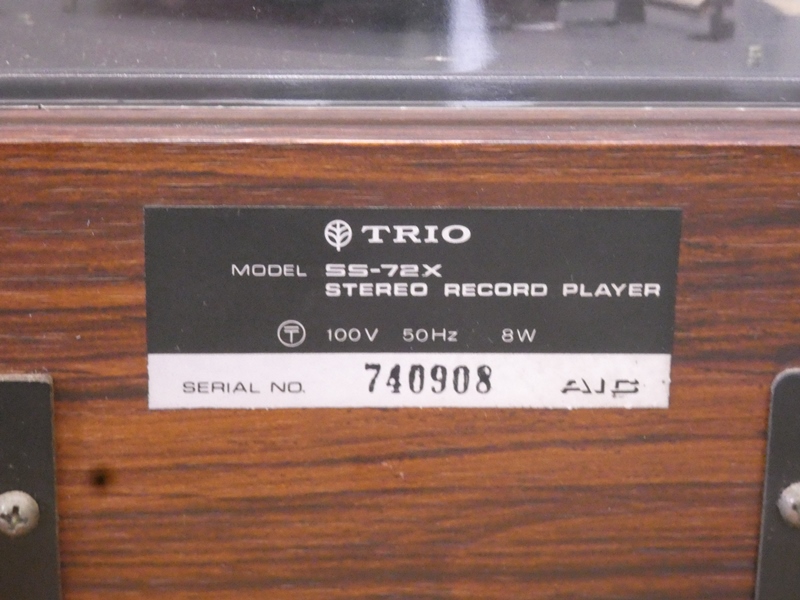 TRIO
MODEL SS-72X
STEREO RECORD PLAYER
〒 100V 50Hz 8W
SERIAL NO. 740908